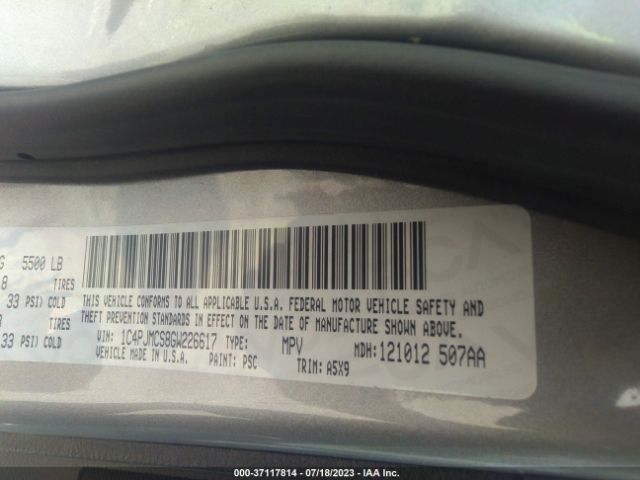 G 5500 LB
8 TIRES
33 PSI) COLD
TIRES
33 PSI) COLD
THIS VEHICLE CONFORMS TO ALL APPLICABLE U.S.A. FEDERAL MOTOR VEHICLE SAFETY AND
THEFT PREVENTION STANDARDS IN EFFECT ON THE DATE OF MANUFACTURE SHOWN ABOVE.
VIN: 1C4PJMCS8GW226617 TYPE: MPV MDH: 121012 507AA
VEHICLE MADE IN U.S.A. PAINT: PSC TRIM: A5X9
000-37117814 - 07/18/2023 - IAA Inc.